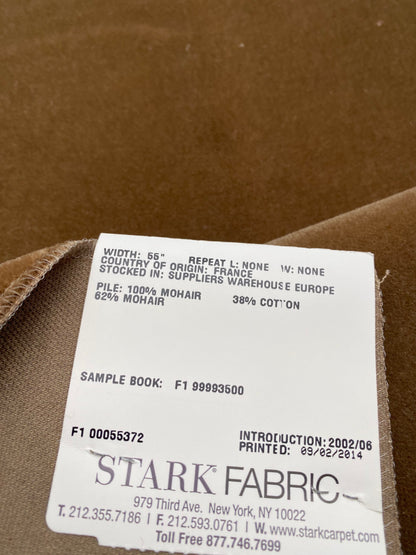 WIDTH: 55" REPEAT L: NONE W: NONE
COUNTRY OF ORIGIN: FRANCE
STOCKED IN: SUPPLIERS WAREHOUSE EUROPE
PILE: 100% MOHAIR
62% MOHAIR 38% COTTON
SAMPLE BOOK: F1 99993500
F1 00055372
INTRODUCTION: 2002/06
PRINTED: 09/02/2014
STARK® FABRIC
979 Third Ave. New York, NY 10022
T. 212.355.7186 | F. 212.593.0761 | W. www.starkcarpet.com
Toll Free 877.746.7699